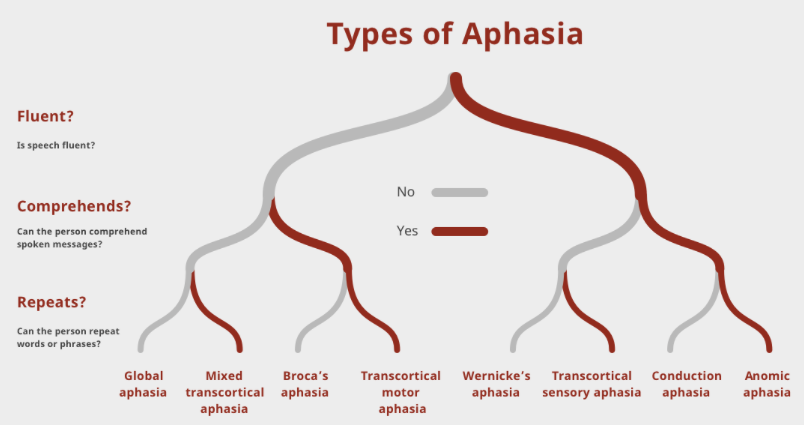 Types of Aphasia
Fluent?
Is speech fluent?
Comprehends?
Can the person comprehend
spoken messages?
Repeats?
Can the person repeat
words or phrases?
No
Yes
Global
aphasia
Mixed
transcortical
aphasia
Broca's
aphasia
Transcortical
motor
aphasia
Wernicke's
aphasia
Transcortical
sensory aphasia
Conduction
aphasia
Anomic
aphasia